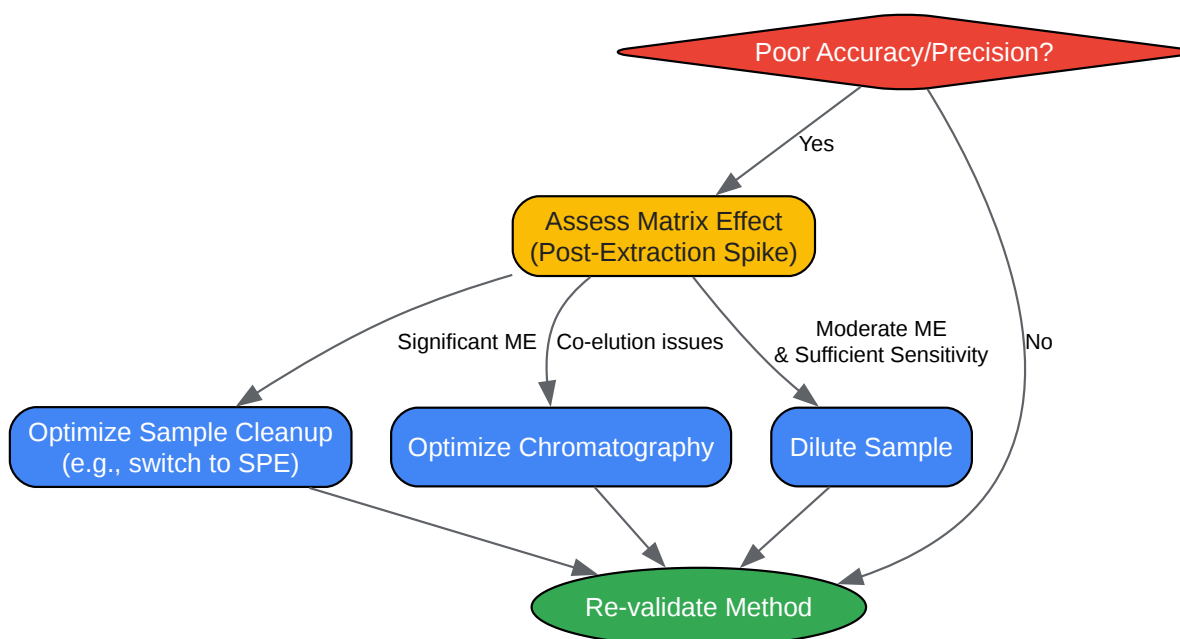 Poor Accuracy/Precision?
Yes
Assess Matrix Effect
(Post-Extraction Spike)
Significant ME
Co-elution issues
Moderate ME
& Sufficient Sensitivity
No
Optimize Sample Cleanup
(e.g., switch to SPE)
Optimize Chromatography
Dilute Sample
Re-validate Method